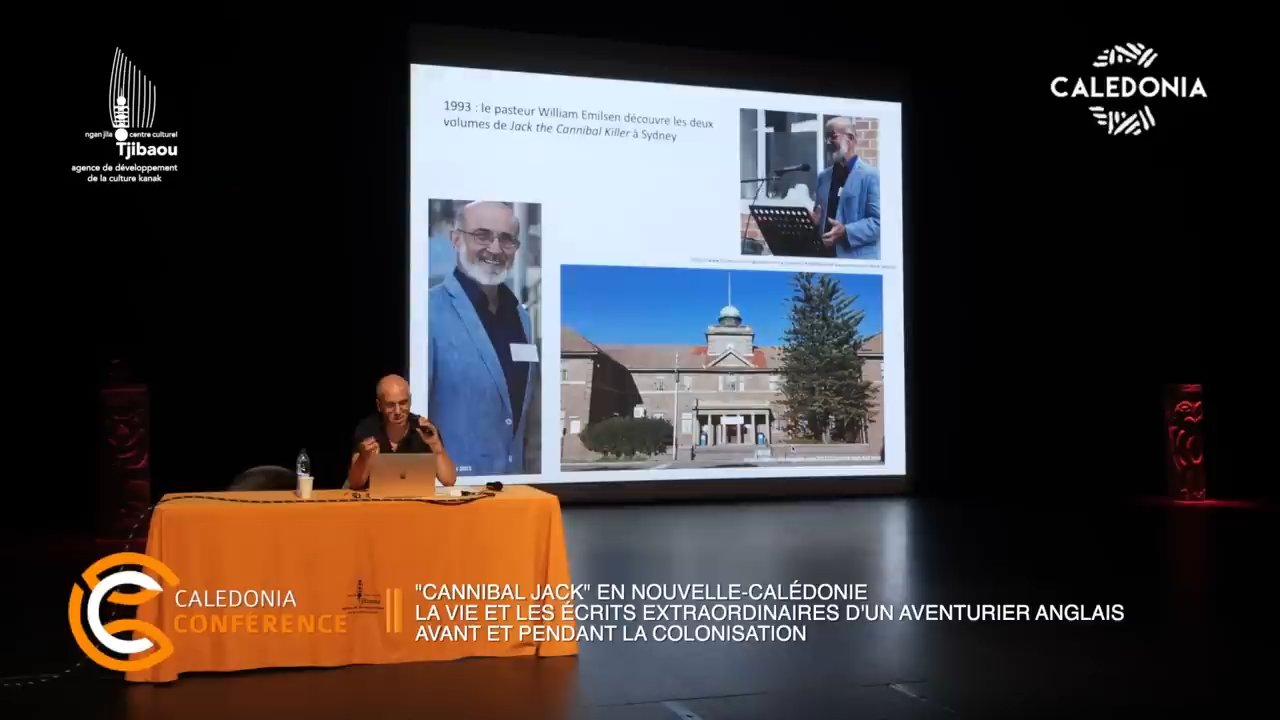 ngan jila centre culturel
Tjibaou
agence de développement
de la culture kanak
CALEDONIA
1993 : le pasteur William Emilsen découvre les deux
volumes de Jack the Cannibal Killer à Sydney
CALEDONIA
CONFERENCE
"CANNIBAL JACK" EN NOUVELLE-CALÉDONIE
LA VIE ET LES ÉCRITS EXTRAORDINAIRES D'UN AVENTURIER ANGLAIS
AVANT ET PENDANT LA COLONISATION